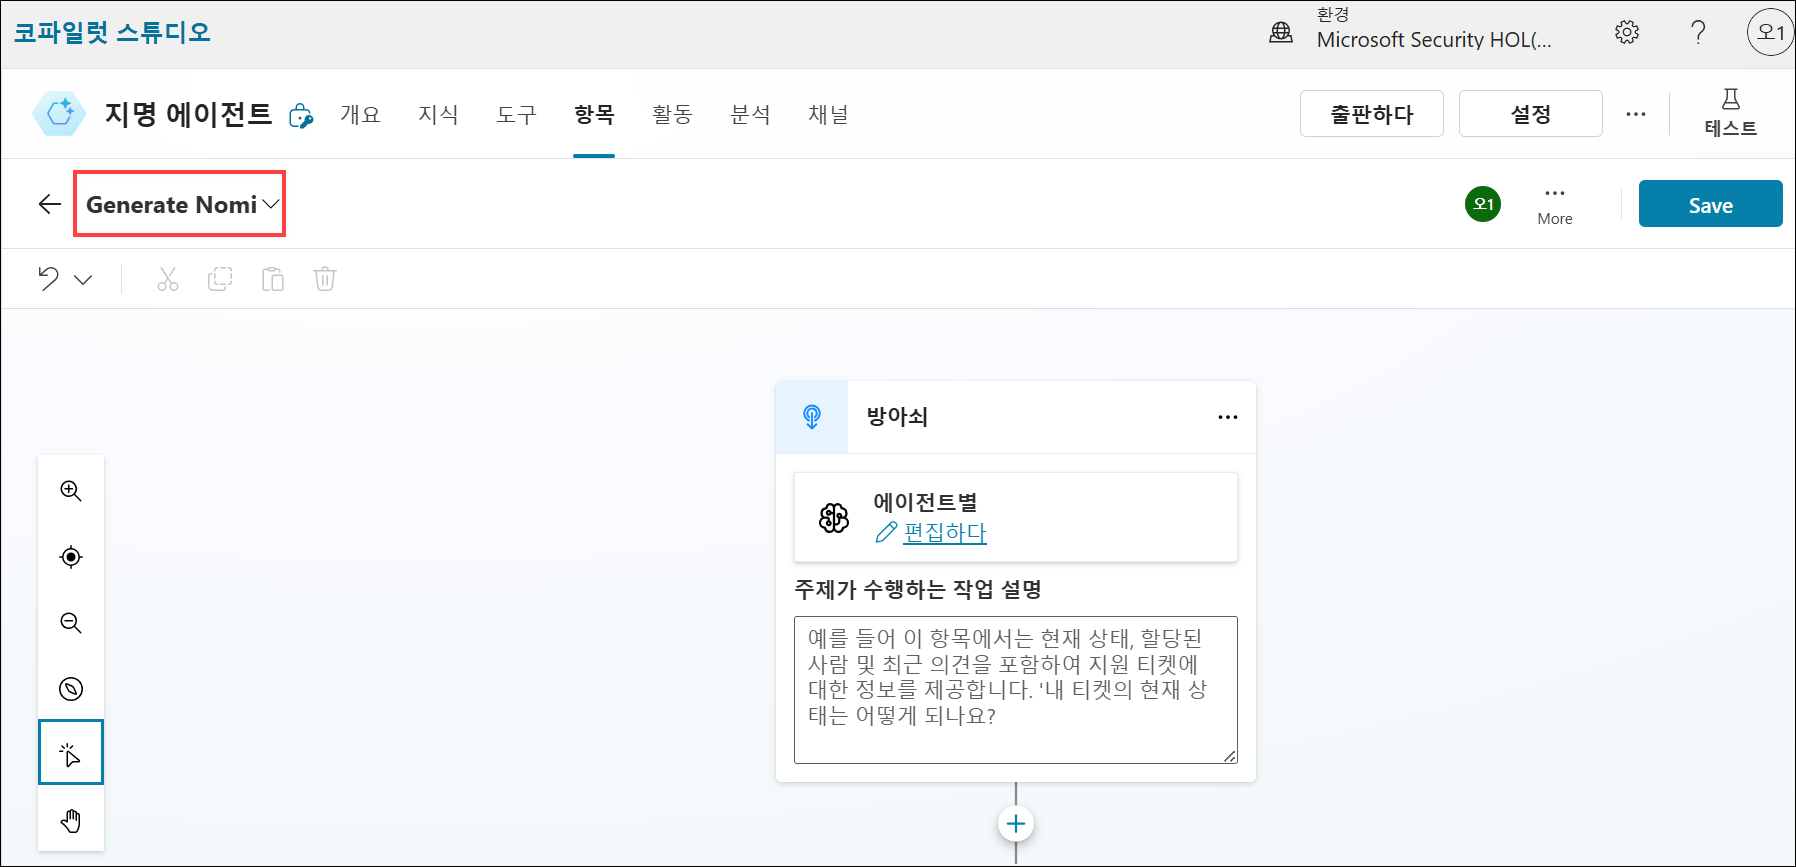 코파일럿 스튜디오
환경
Microsoft Security HOL(...
오1
지명 에이전트
개요
지식
도구
항목
활동
분석
채널
출판하다
설정
테스트
Generate Nomi
오1
More
Save
방아쇠
에이전트별
편집하다
주제가 수행하는 작업 설명
예를 들어 이 항목에서는 현재 상태, 할당된
사람 및 최근 의견을 포함하여 지원 티켓에
대한 정보를 제공합니다. '내 티켓의 현재 상
태는 어떻게 되나요?